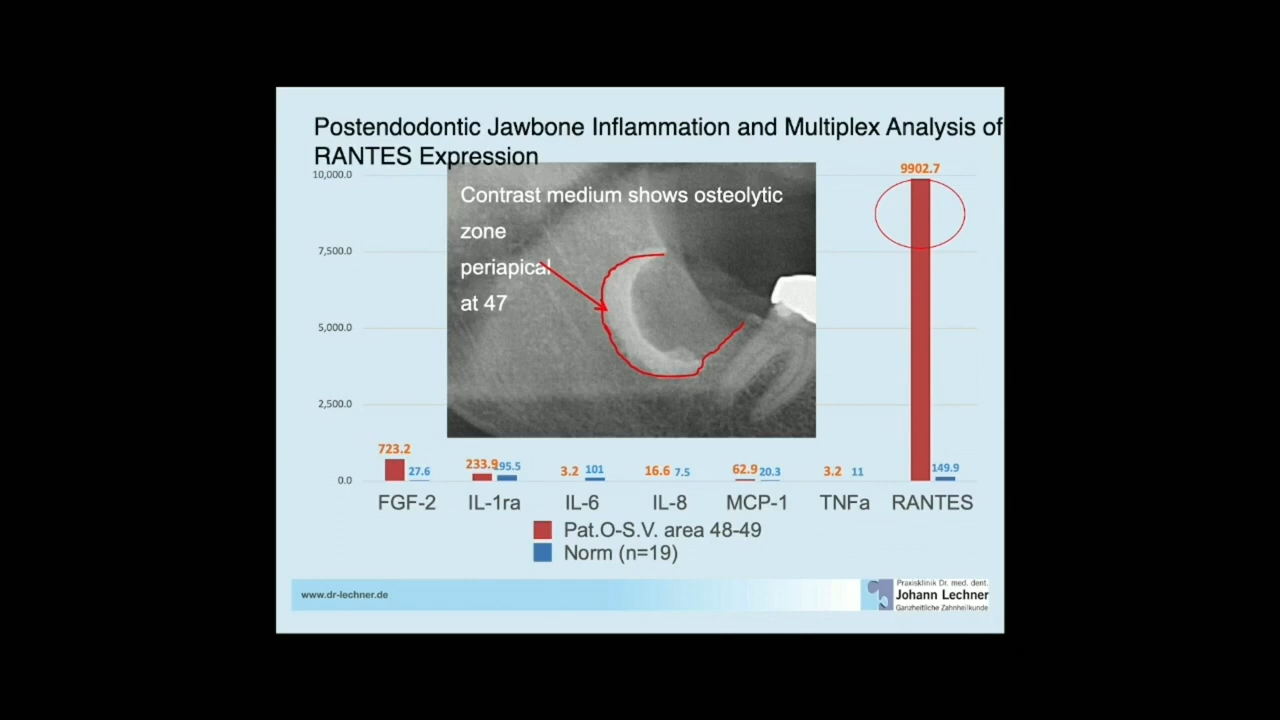 Postendodontic Jawbone Inflammation and Multiplex Analysis of
RANTES Expression
10,000.0
7,500.0
5,000.0
2,500.0
0.0
Contrast medium shows osteolytic
zone
periapical
at 47
9902.7
723.2
27.6
233.9
195.5
3.2
101
16.6
7.5
62.9
20.3
3.2
11
149.9
FGF-2
IL-1ra
IL-6
IL-8
MCP-1
TNFa
RANTES
Pat.O-S.V. area 48-49
Norm (n=19)
www.dr-lechner.de
Praxisklinik Dr. med. dent.
Johann Lechner
Ganzheitliche Zahnheilkunde